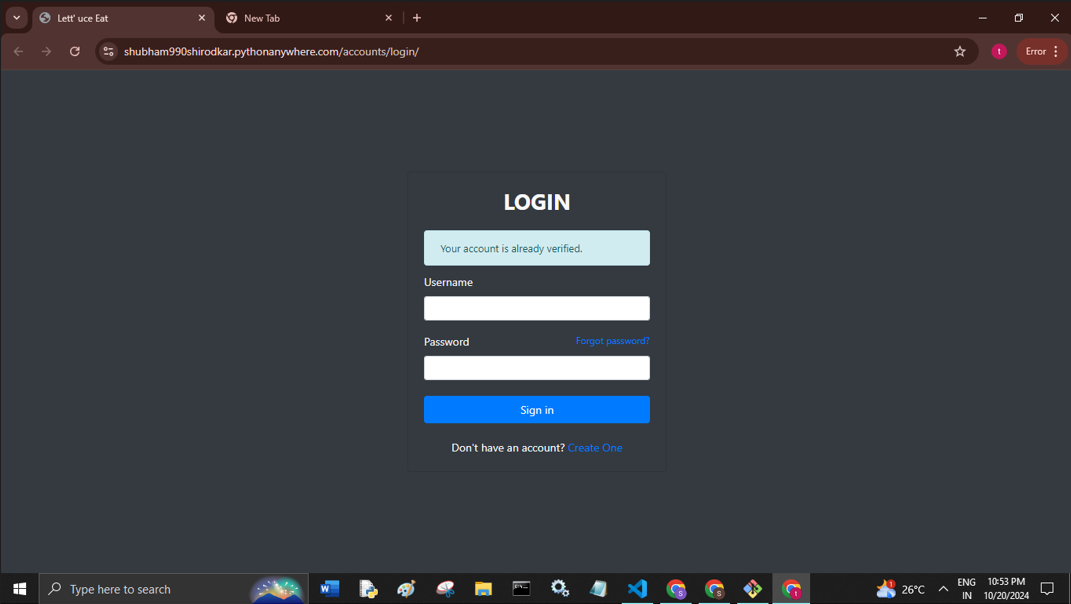 Lett' uce Eat
New Tab
shubham990shirodkar.pythonanywhere.com/accounts/login/
t
Error
LOGIN
Your account is already verified.
Username
Password
Forgot password?
Sign in
Don't have an account? Create One
Type here to search
26°C
ENG
IN
10:53 PM
10/20/2024